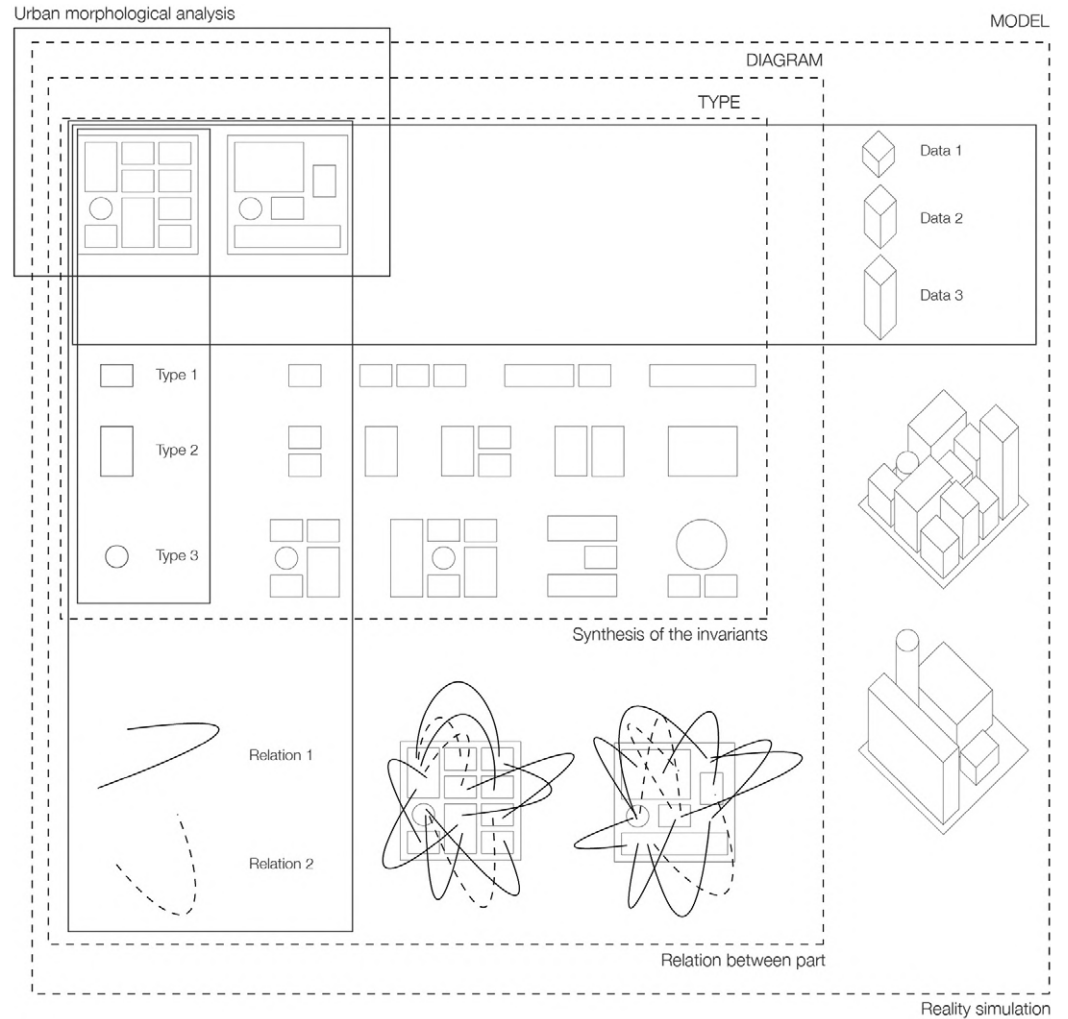 Urban morphological analysis
MODEL
DIAGRAM
TYPE
Data 1
Data 2
Data 3
Type 1
Type 2
Type 3
Synthesis of the invariants
Relation 1
Relation 2
Relation between part
Reality simulation